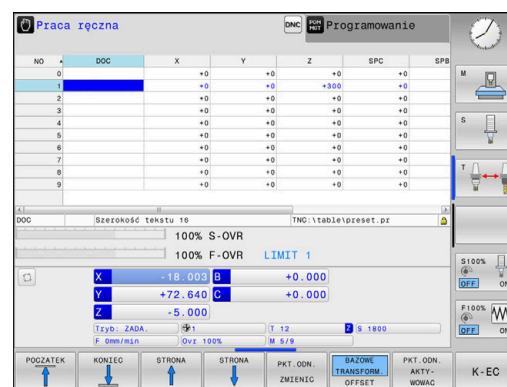 Praca ręczna
DNC
Programowanie
NO DOC X Y Z SPC SPB
0 +0 +0 +0 +0
1 +0 +0 +300 +0
2 +0 +0 +0 +0
3 +0 +0 +0 +0
4 +0 +0 +0 +0
5 +0 +0 +0 +0
6 +0 +0 +0 +0
7 +0 +0 +0 +0
8 +0 +0 +0 +0
9 +0 +0 +0 +0
DOC Szerokość tekstu 16 TNC:\table\preset.pr
100% S-OVR
100% F-OVR LIMIT 1
X -18.003 B +0.000
Y +72.640 C +0.000
Z -5.000
Tryb: ZADA. 1 T 12 Z S 1800
F 0mm/min Ovr 100% M 5/9
M
S
T
S100%
OFF ON
F100%
OFF ON
POCZATEK
KONIEC
STRONA
STRONA
PKT.ODN.
ZMIENIC
BAZOWE
TRANSFORM.
OFFSET
PKT.ODN.
AKTY-
WOWAC
K-EC